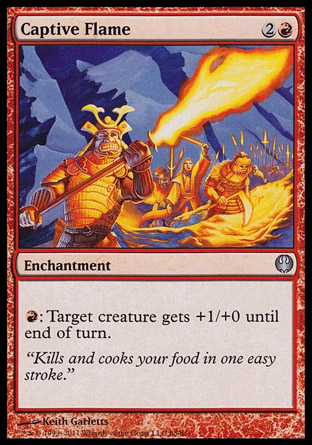 Captive Flame 2
Enchantment
: Target creature gets +1/+0 until
end of turn.
“Kills and cooks your food in one easy
stroke.”
Keith Garletts